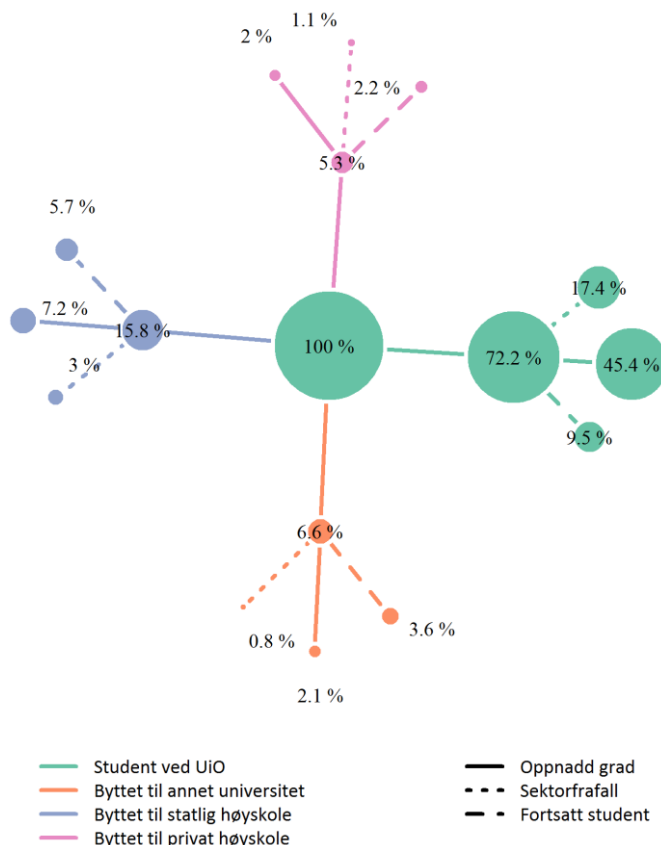 1.1 %
2 %
2.2 %
5.3 %
5.7 %
17.4 %
7.2 %
15.8 %
100 %
72.2 %
45.4 %
3 %
9.5 %
6.6 %
3.6 %
0.8 %
2.1 %
Student ved UiO
Byttet til annet universitet
Byttet til statlig høyskole
Byttet til privat høyskole
Oppnadd grad
Sektorfrafall
Fortsatt student